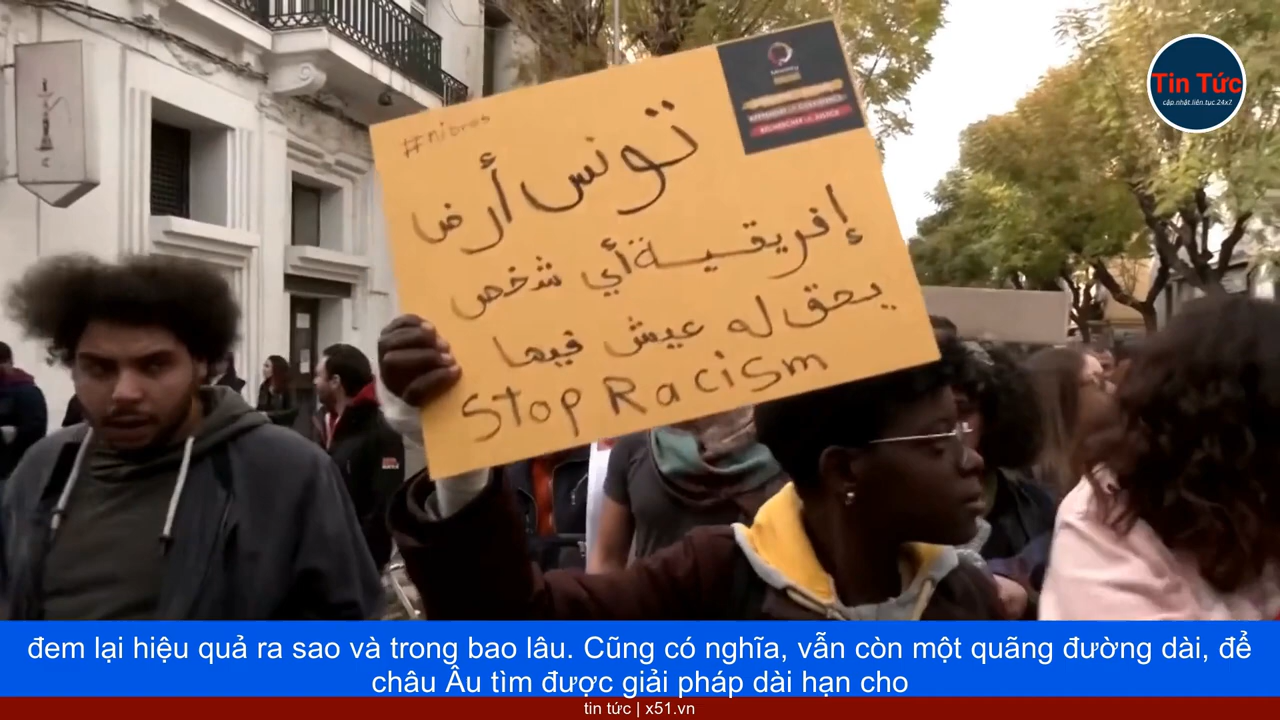 Tin Tức
cập nhật liên tục 24x7
تونس أرض
إفريقية أي شخص
يحق له عيش فيها
Stop Racism
đem lại hiệu quả ra sao và trong bao lâu. Cũng có nghĩa, vẫn còn một quãng đường dài, để
châu Âu tìm được giải pháp dài hạn cho
tin tức | x51.vn